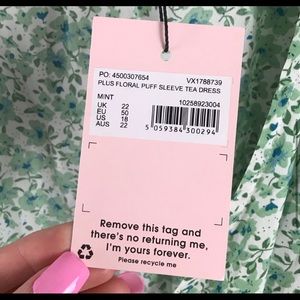 PO: 4500307654 VX1788739
PLUS FLORAL PUFF SLEEVE TEA DRESS
MINT 10258923004
UK 22
EU 50
US 18
AUS 22
5 059384 300294
Remove this tag and
there's no returning me,
I'm yours forever.
Please recycle me